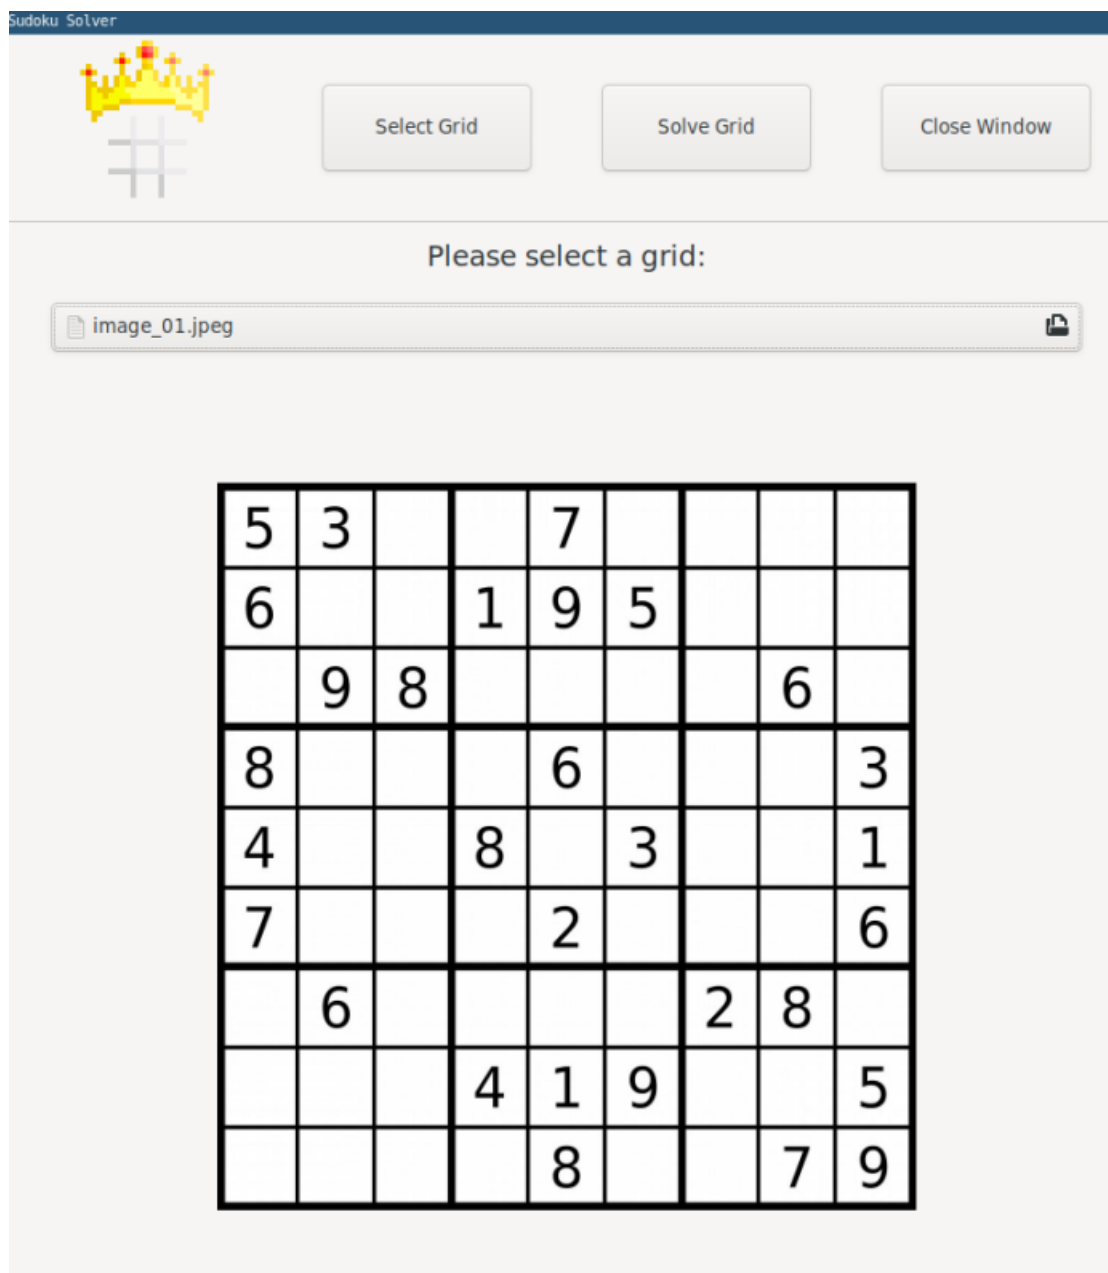 Sudoku Solver
Select Grid Solve Grid Close Window
Please select a grid:
image_01.jpeg
5 3 7
6 1 9 5
9 8 6
8 6 3
4 8 3 1
7 2 6
6 2 8
4 1 9 5
8 7 9